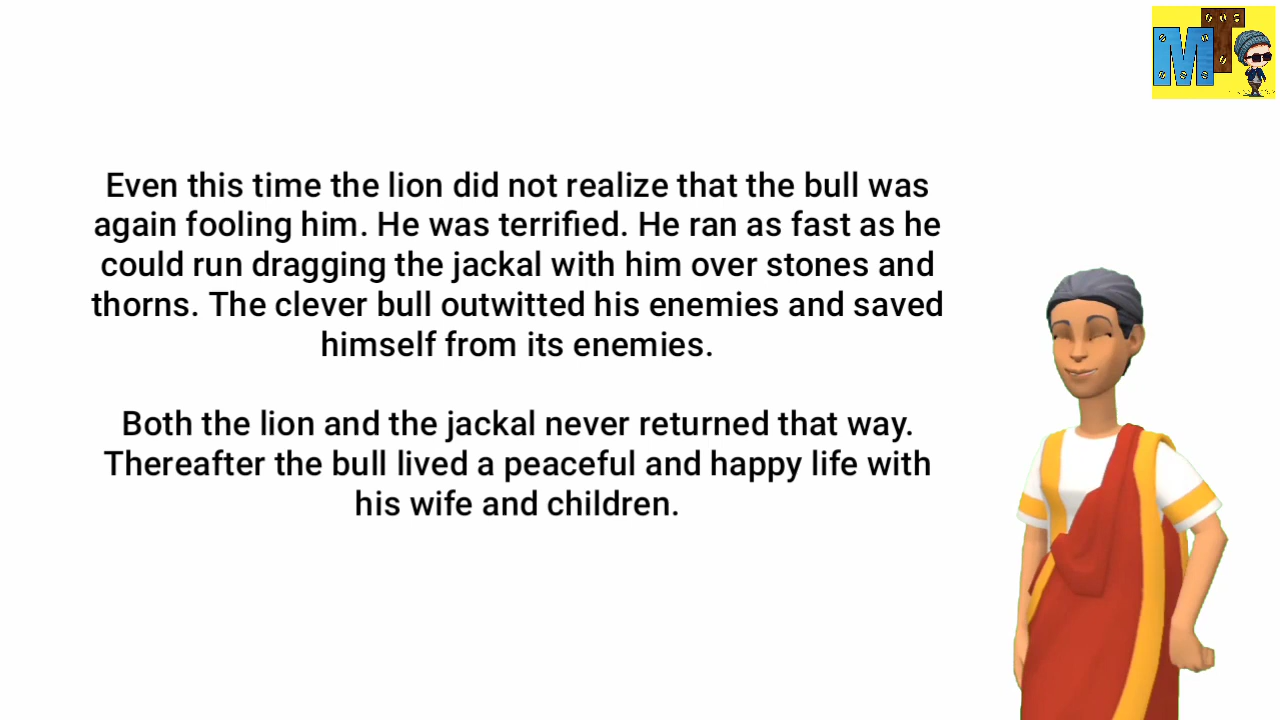 MT
Even this time the lion did not realize that the bull was
again fooling him. He was terrified. He ran as fast as he
could run dragging the jackal with him over stones and
thorns. The clever bull outwitted his enemies and saved
himself from its enemies.
Both the lion and the jackal never returned that way.
Thereafter the bull lived a peaceful and happy life with
his wife and children.